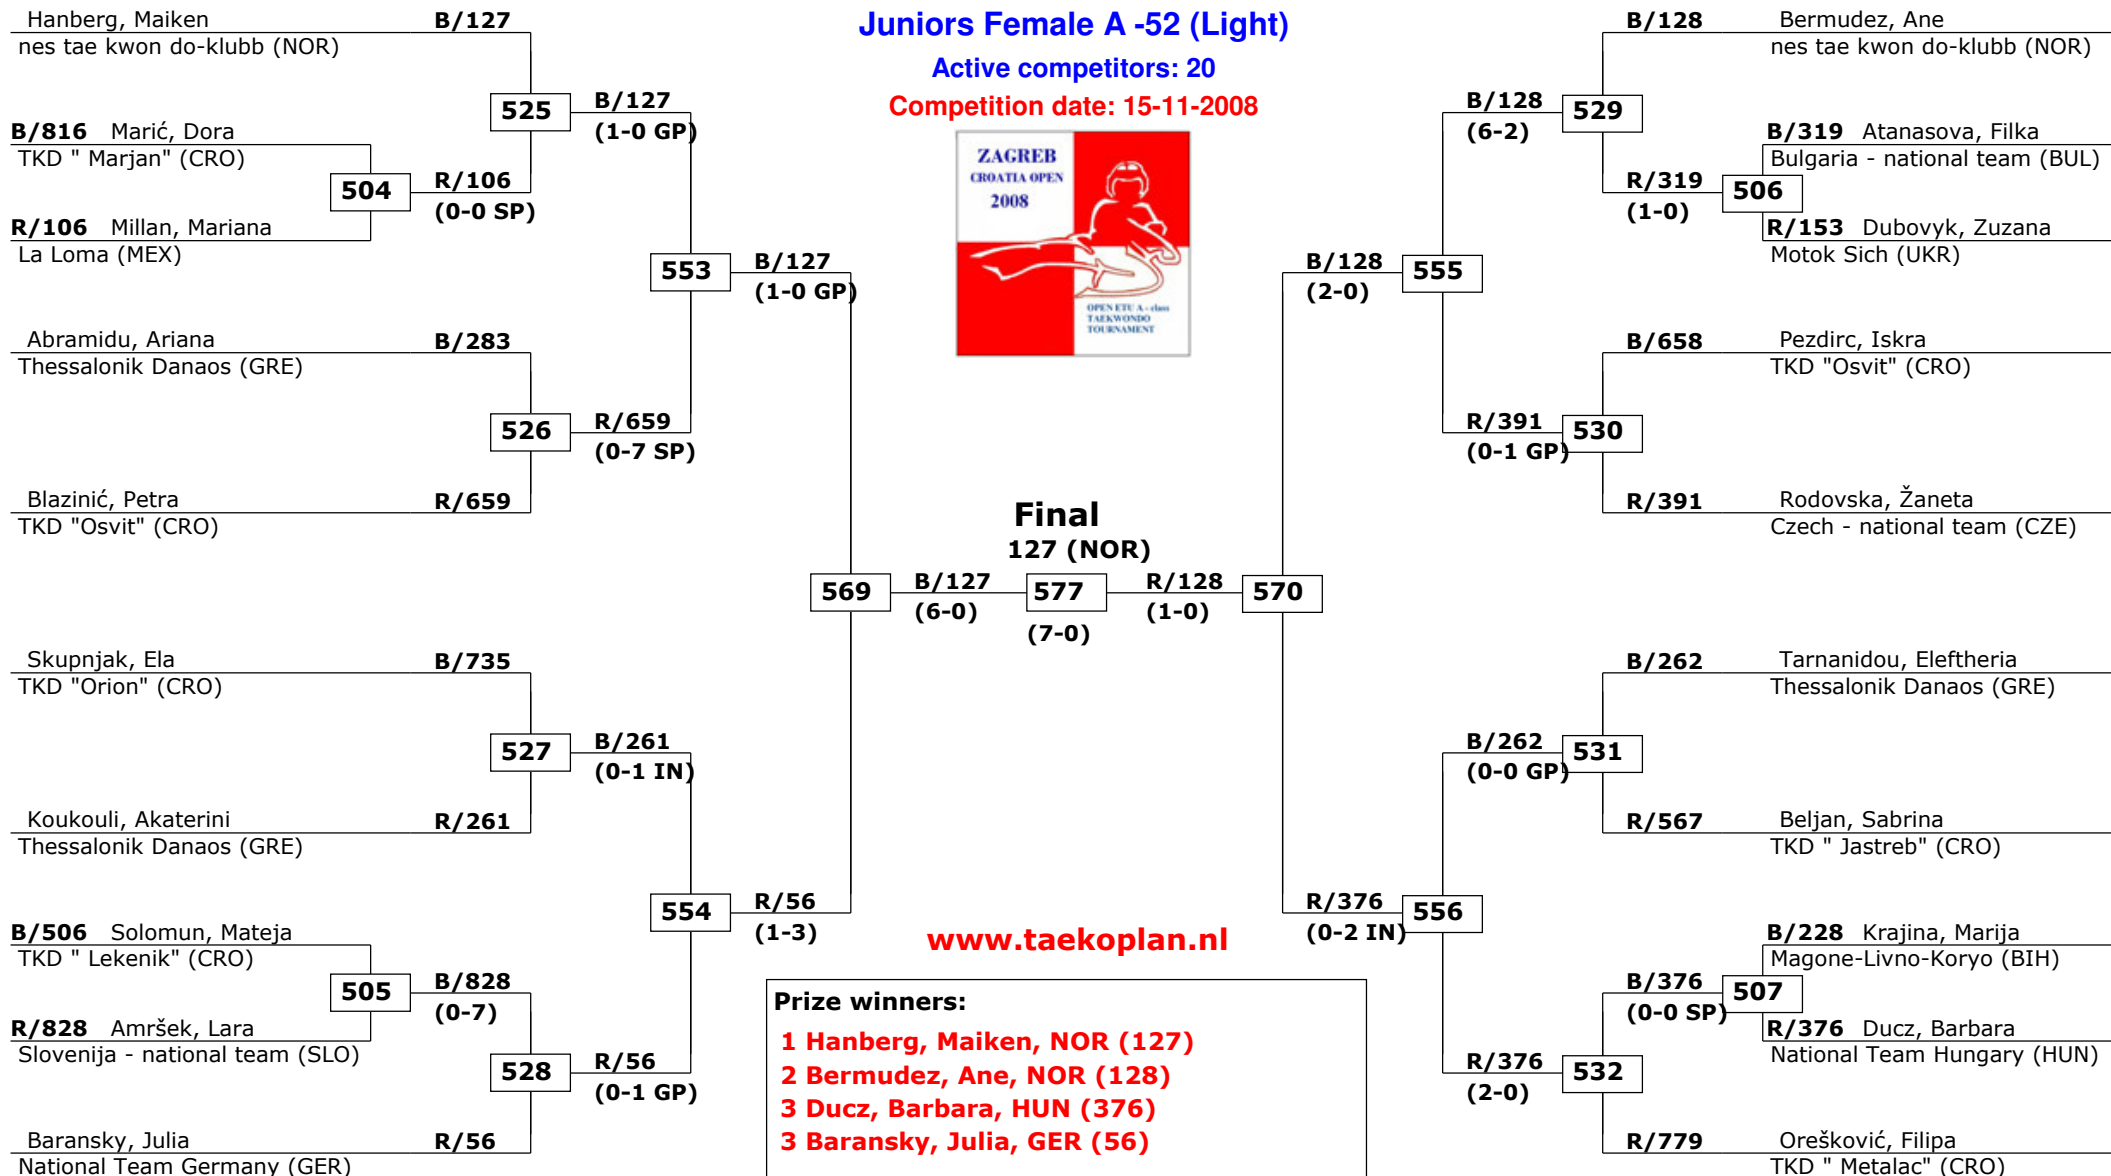 Juniors Female A -52 (Light)
Active competitors: 20
Competition date: 15-11-2008
ZAGREB
CROATIA OPEN
2008
OPEN ETU A - class
TAEKWONDO
TOURNAMENT
Hanberg, Maiken B/127
nes tae kwon do-klubb (NOR)
525
B/127
(1-0 GP)
B/816 Marić, Dora
TKD " Marjan" (CRO)
504
R/106
(0-0 SP)
R/106 Millan, Mariana
La Loma (MEX)
553
B/127
(1-0 GP)
Abramidu, Ariana B/283
Thessalonik Danaos (GRE)
526
R/659
(0-7 SP)
Blazinić, Petra R/659
TKD "Osvit" (CRO)
569
B/127
(6-0)
Skupnjak, Ela B/735
TKD "Orion" (CRO)
527
B/261
(0-1 IN)
Koukouli, Akaterini R/261
Thessalonik Danaos (GRE)
554
R/56
(1-3)
B/506 Solomun, Mateja
TKD " Lekenik" (CRO)
505
B/828
(0-7)
R/828 Amršek, Lara
Slovenija - national team (SLO)
528
R/56
(0-1 GP)
Baransky, Julia R/56
National Team Germany (GER)
Final
127 (NOR)
577
(7-0)
B/128 Bermudez, Ane
nes tae kwon do-klubb (NOR)
B/128
(6-2)
529
B/319 Atanasova, Filka
Bulgaria - national team (BUL)
R/319
(1-0)
506
R/153 Dubovyk, Zuzana
Motok Sich (UKR)
B/128
(2-0)
555
B/658 Pezdirc, Iskra
TKD "Osvit" (CRO)
R/391
(0-1 GP)
530
R/391 Rodovska, Žaneta
Czech - national team (CZE)
R/128
(1-0)
570
B/262 Tarnanidou, Eleftheria
Thessalonik Danaos (GRE)
B/262
(0-0 GP)
531
R/567 Beljan, Sabrina
TKD " Jastreb" (CRO)
R/376
(0-2 IN)
556
B/228 Krajina, Marija
Magone-Livno-Koryo (BIH)
B/376
(0-0 SP)
507
R/376 Ducz, Barbara
National Team Hungary (HUN)
R/376
(2-0)
532
R/779 Orešković, Filipa
TKD " Metalac" (CRO)
www.taekoplan.nl
Prize winners:
1 Hanberg, Maiken, NOR (127)
2 Bermudez, Ane, NOR (128)
3 Ducz, Barbara, HUN (376)
3 Baransky, Julia, GER (56)